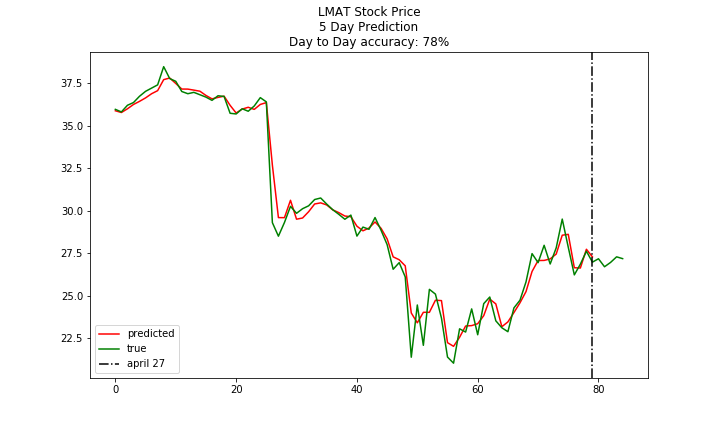 LMAT Stock Price
5 Day Prediction
Day to Day accuracy: 78%
37.5
35.0
32.5
30.0
27.5
25.0
22.5
predicted
true
april 27
0 20 40 60 80